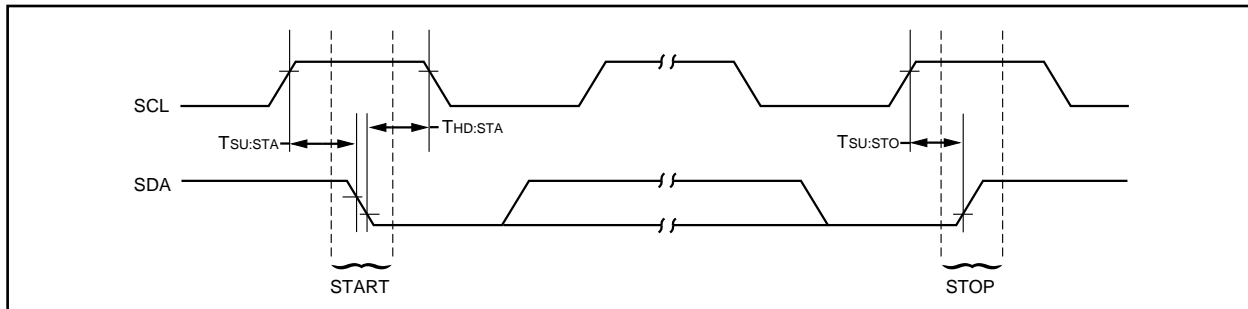 SCL
THD:STA
TSU:STA
TSU:STO
SDA
START
STOP